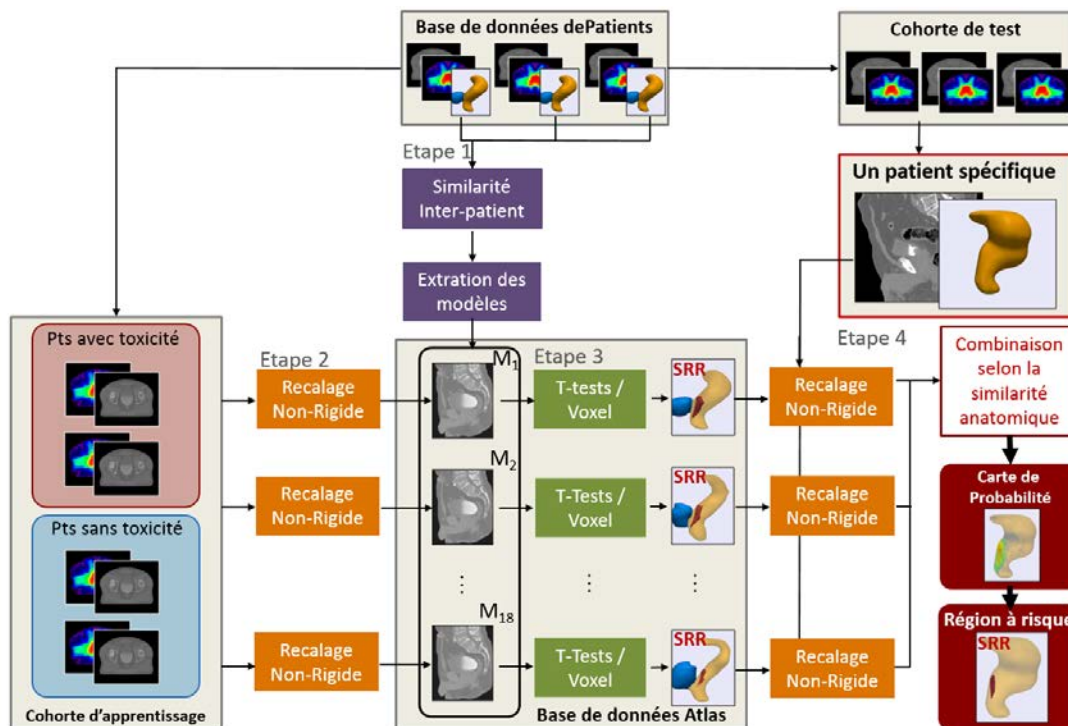 Base de données dePatients
Cohorte de test
Etape 1
Similarité
Inter-patient
Un patient spécifique
Extration des
modèles
Pts avec toxicité
Etape 2
M1
Etape 3
Etape 4
Recalage
Non-Rigide
T-tests /
Voxel
SRR
Recalage
Non-Rigide
Combinaison
selon la
similarité
anatomique
M2
Recalage
Non-Rigide
T-Tests /
Voxel
SRR
Recalage
Non-Rigide
Carte de
Probabilité
Pts sans toxicité
⋮
⋮
⋮
M18
Recalage
Non-Rigide
T-Tests /
Voxel
SRR
Recalage
Non-Rigide
Région à risque
SRR
Cohorte d'apprentissage
Base de données Atlas